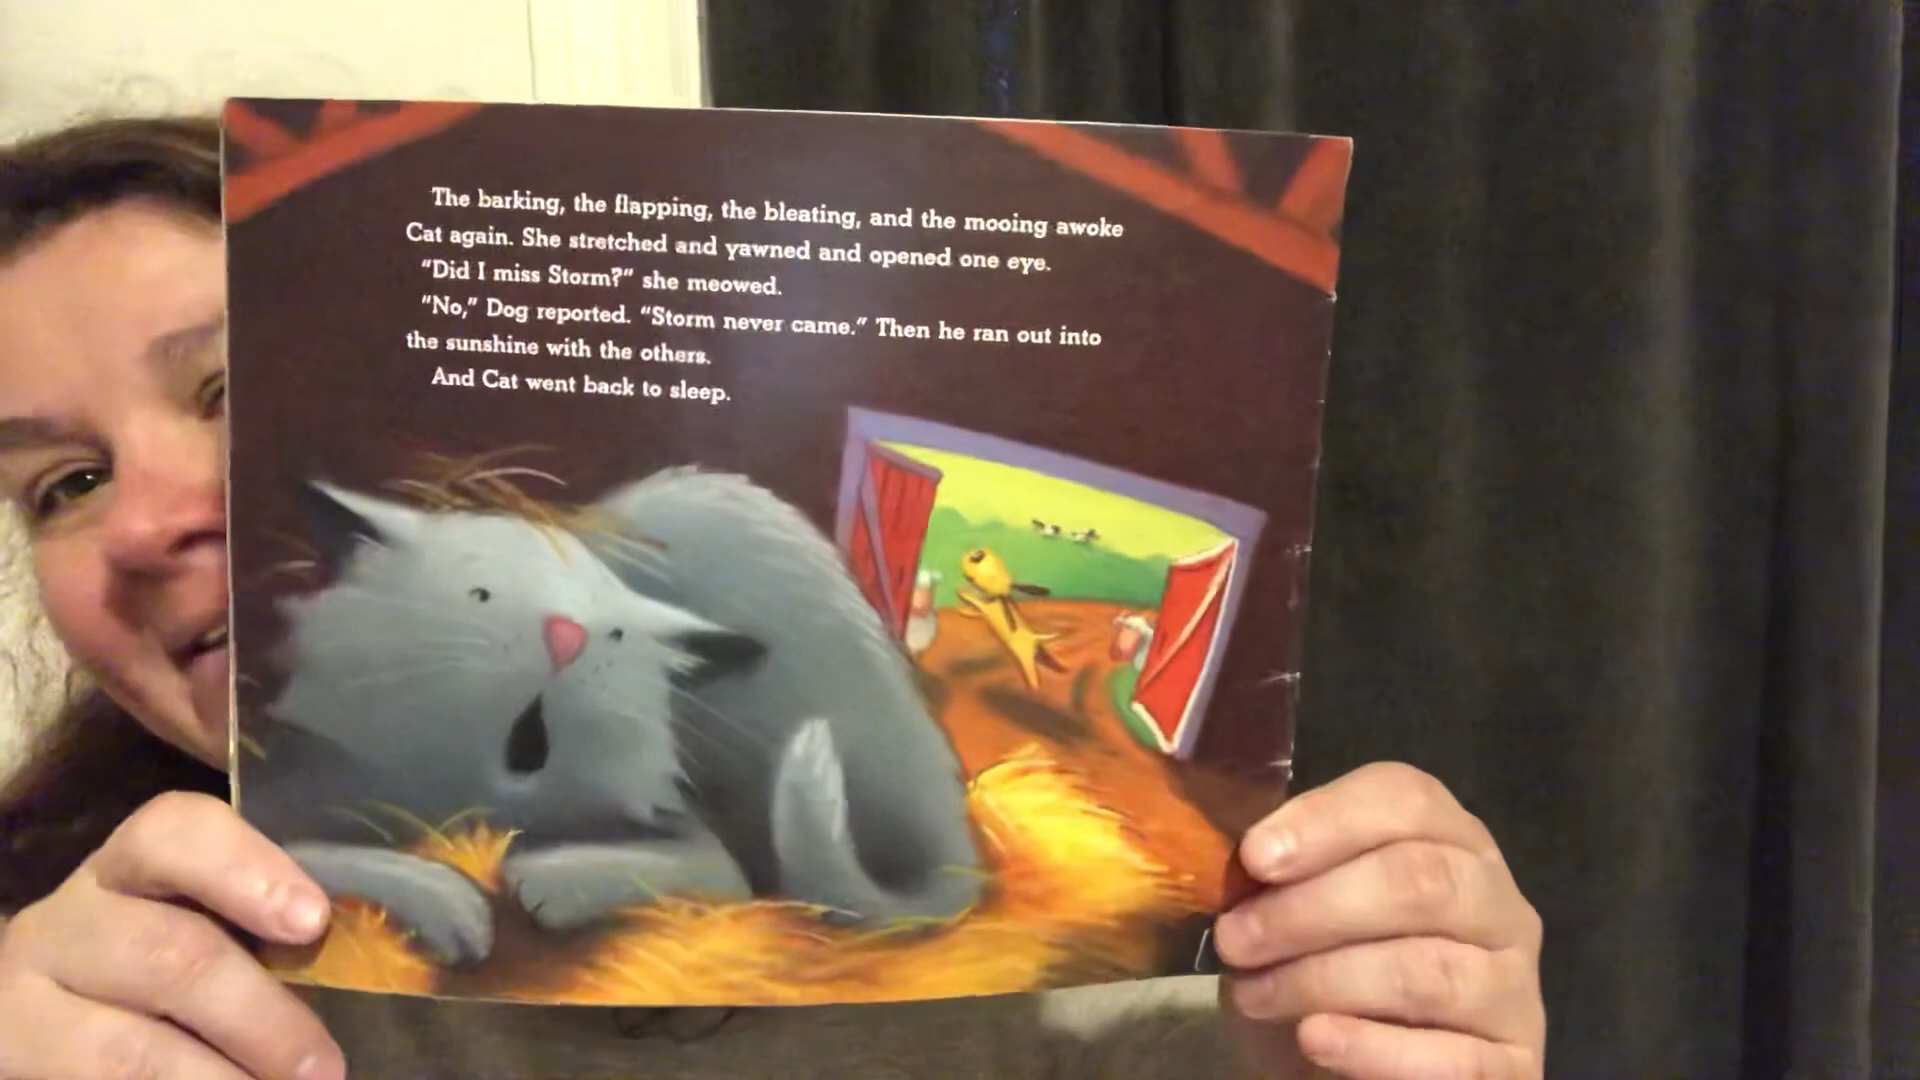 The barking, the flapping, the bleating, and the mooing awoke
Cat again. She stretched and yawned and opened one eye.
"Did I miss Storm?" she meowed.
"No," Dog reported. "Storm never came." Then he ran out into
the sunshine with the others.
And Cat went back to sleep.